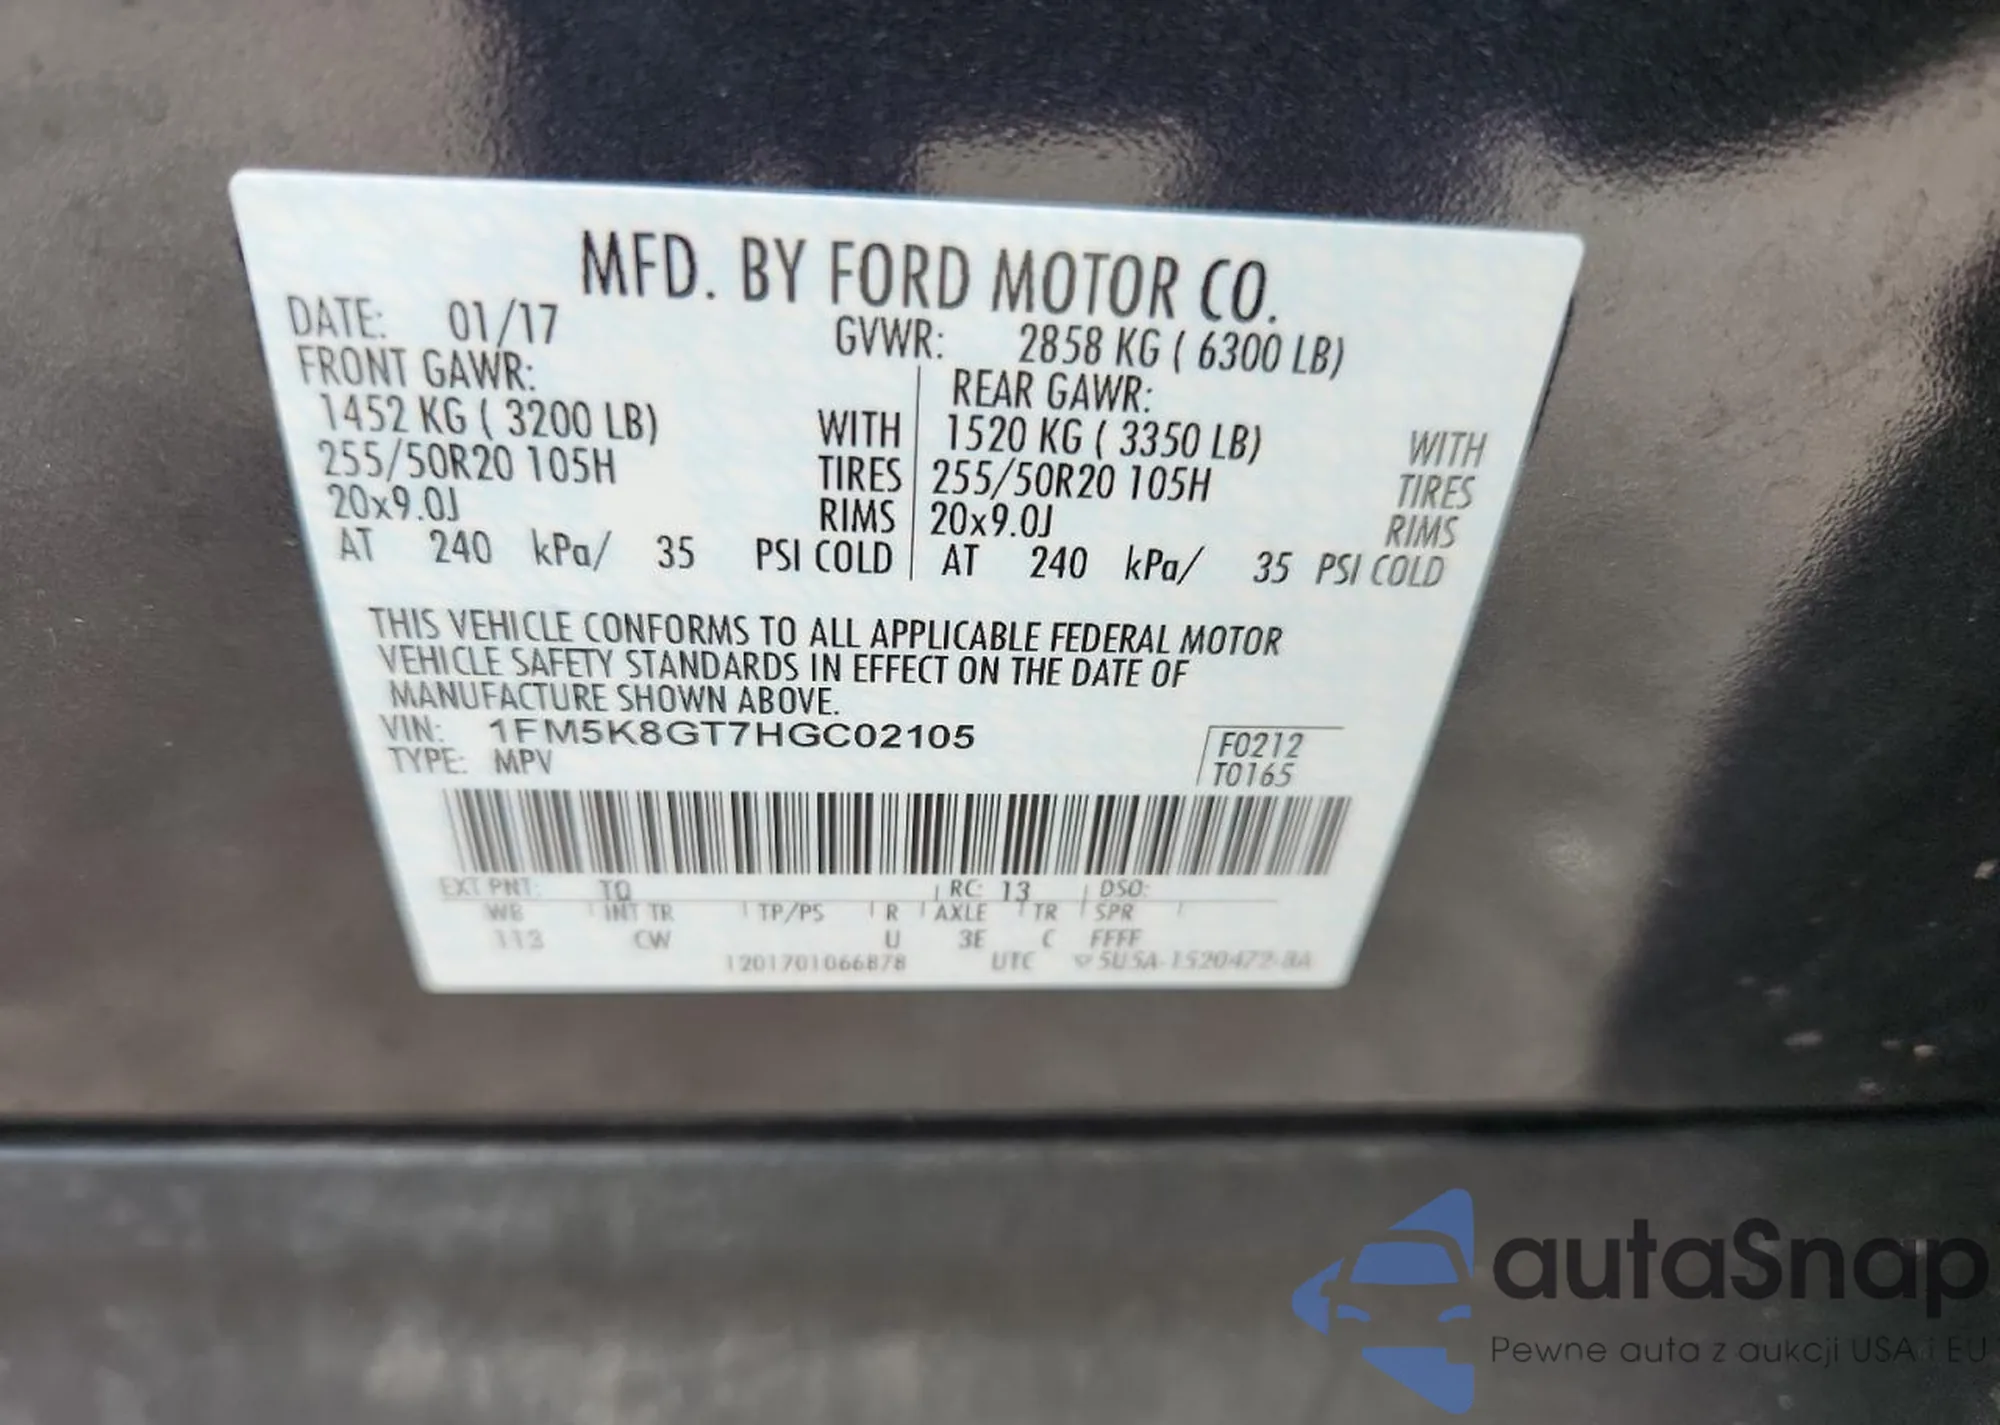 MFD. BY FORD MOTOR CO.
DATE: 01/17 GVWR: 2858 KG ( 6300 LB)
FRONT GAWR: REAR GAWR:
1452 KG ( 3200 LB) WITH 1520 KG ( 3350 LB) WITH
255/50R20 105H TIRES 255/50R20 105H TIRES
20x9.0J RIMS 20x9.0J RIMS
AT 240 kPa/ 35 PSI COLD AT 240 kPa/ 35 PSI COLD
THIS VEHICLE CONFORMS TO ALL APPLICABLE FEDERAL MOTOR
VEHICLE SAFETY STANDARDS IN EFFECT ON THE DATE OF
MANUFACTURE SHOWN ABOVE.
VIN: 1FM5K8GT7HGC02105
TYPE: MPV
F0212
T0165
EXT PNT: TQ RC: 13 DSO:
WB INT TR TP/PS R AXLE TR SPR
113 CW U 3E C FFFF
1201701066878 UTC 5U5A-1520472-BA
autaSnap
Pewne auta z aukcji USA i EU